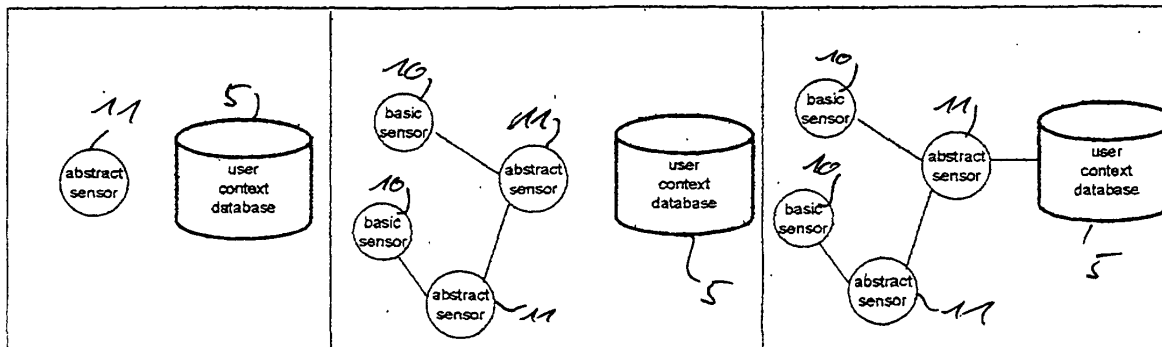 11
5
abstract
sensor
user
context
database
10
basic
sensor
11
abstract
sensor
10
basic
sensor
abstract
sensor
11
user
context
database
5
10
basic
sensor
11
abstract
sensor
10
basic
sensor
abstract
sensor
11
user
context
database
5